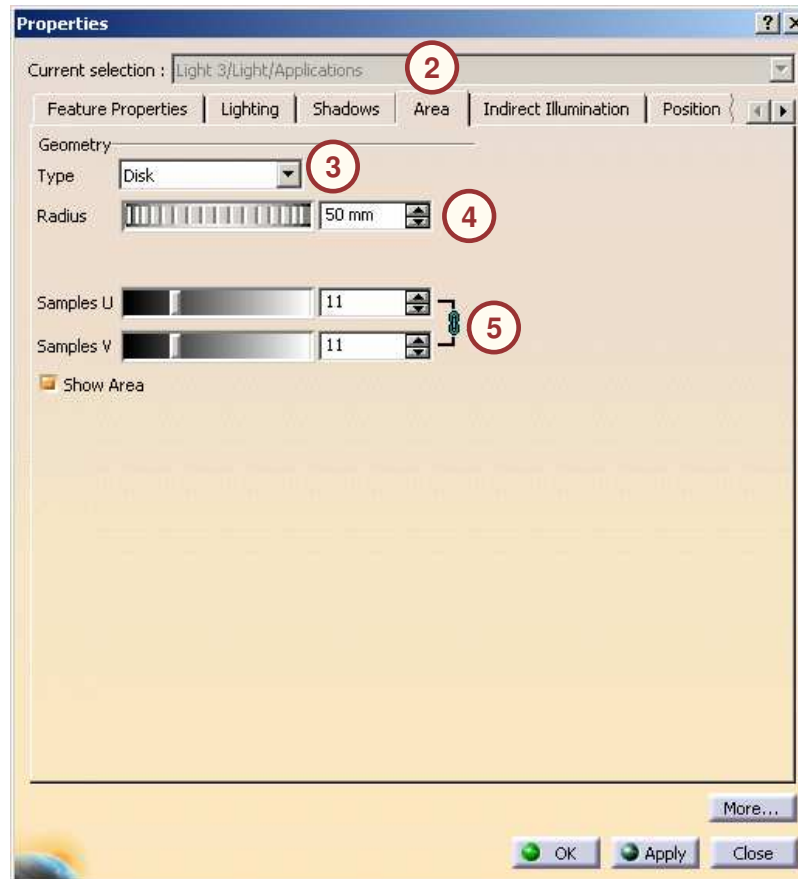 Properties
Current selection : Light 3/Light/Applications
2
Feature Properties Lighting Shadows Area Indirect Illumination Position
Geometry
Type Disk
3
Radius 50 mm
4
Samples U 11
5
Samples V 11
Show Area
More...
OK Apply Close